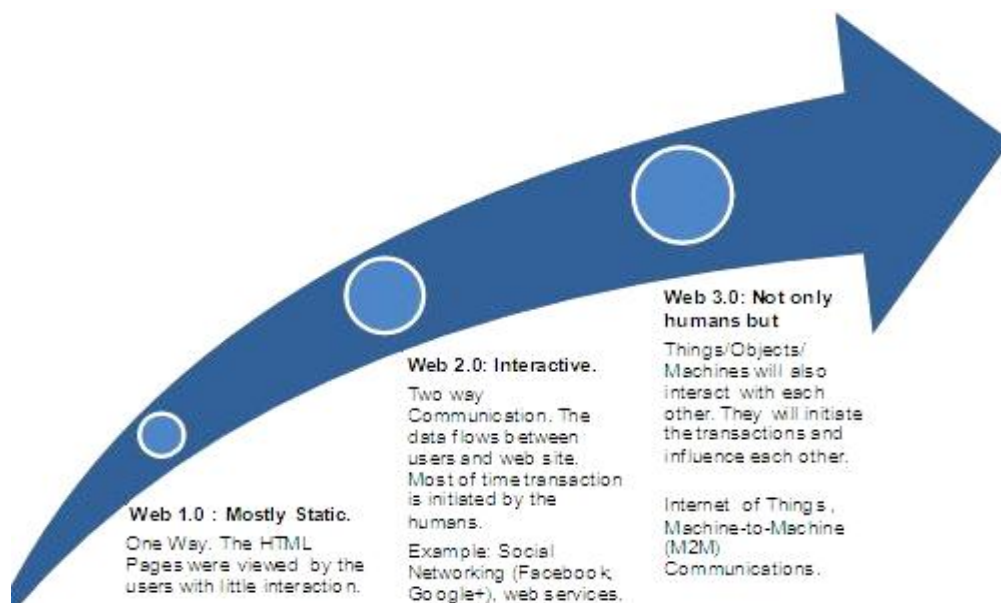 Web 1.0 : Mostly Static.
One Way. The HTML
Pages were viewed by the
users with little interaction.
Web 2.0: Interactive.
Two way
Communication. The
data flows between
users and web site.
Most of time transaction
is initiated by the
humans.
Example: Social
Networking (Facebook,
Google+), web services.
Web 3.0: Not only
humans but
Things/Objects/
Machines will also
interact with each
other. They will initiate
the transactions and
influence each other.
Internet of Things,
Machine-to-Machine
(M2M)
Communications.